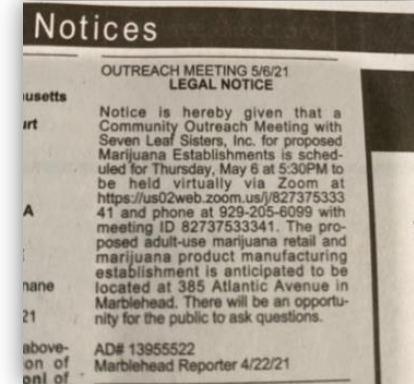 Notices
OUTREACH MEETING 5/6/21
LEGAL NOTICE
Notice is hereby given that a
Community Outreach Meeting with
Seven Leaf Sisters, Inc. for proposed
Marijuana Establishments is sched-
uled for Thursday, May 6 at 5:30PM to
be held virtually via Zoom at
https://us02web.zoom.us/j/827375333
41 and phone at 929-205-6099 with
meeting ID 82737533341. The pro-
posed adult-use marijuana retail and
marijuana product manufacturing
establishment is anticipated to be
located at 385 Atlantic Avenue in
Marblehead. There will be an opportu-
nity for the public to ask questions.
AD# 13955522
Marblehead Reporter 4/22/21
usetts
urt
A
nane
21
above-
on of